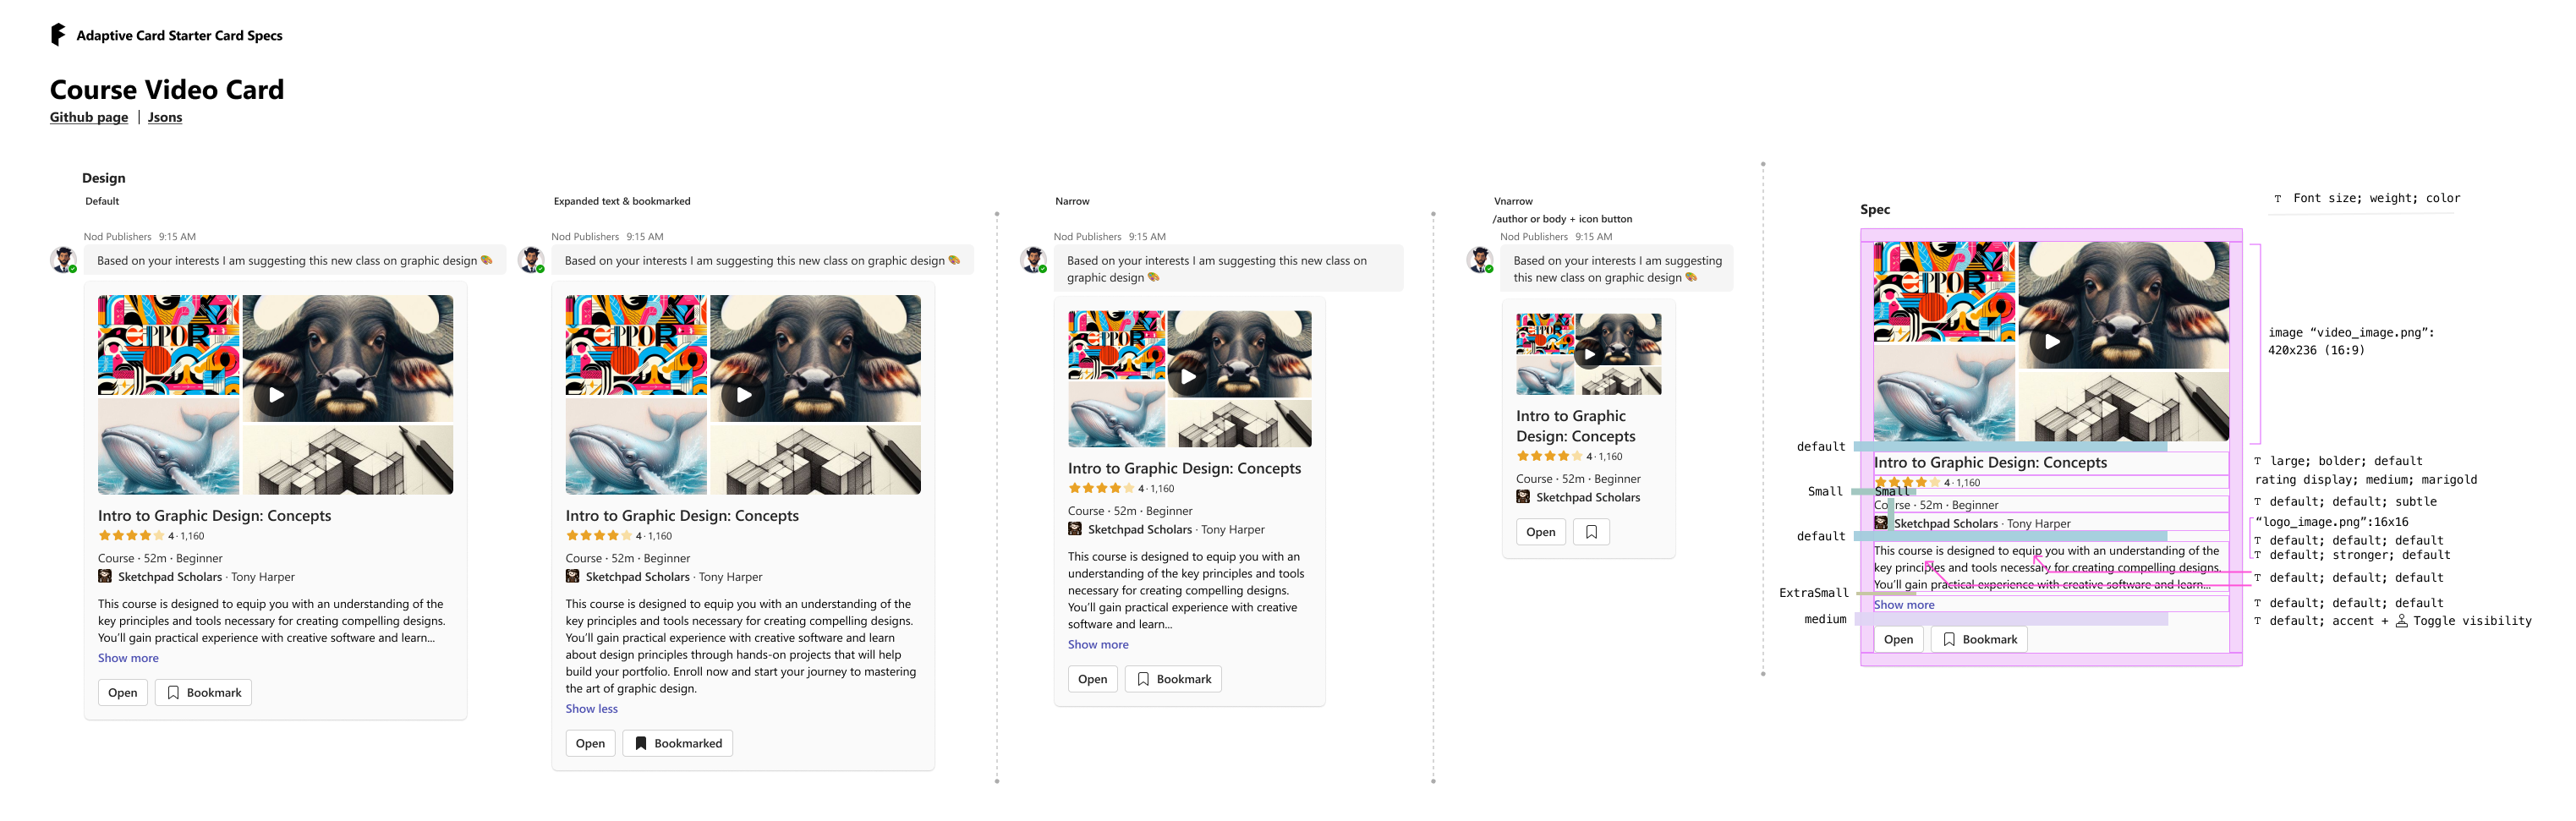 Adaptive Card Starter Card Specs
Course Video Card
Github page | Jsons
Design
Default
Nod Publishers 9:15 AM
Based on your interests I am suggesting this new class on graphic design 🎨
EPPOR
Intro to Graphic Design: Concepts
4 · 1,160
Course · 52m · Beginner
Sketchpad Scholars · Tony Harper
This course is designed to equip you with an understanding of the
key principles and tools necessary for creating compelling designs.
You'll gain practical experience with creative software and learn...
Show more
Open
Bookmark
Expanded text & bookmarked
Nod Publishers 9:15 AM
Based on your interests I am suggesting this new class on graphic design 🎨
EPPOR
Intro to Graphic Design: Concepts
4 · 1,160
Course · 52m · Beginner
Sketchpad Scholars · Tony Harper
This course is designed to equip you with an understanding of the
key principles and tools necessary for creating compelling designs.
You'll gain practical experience with creative software and learn
about design principles through hands-on projects that will help
build your portfolio. Enroll now and start your journey to mastering
the art of graphic design.
Show less
Open
Bookmarked
Narrow
Nod Publishers 9:15 AM
Based on your interests I am suggesting this new class on
graphic design 🎨
EPPOR
Intro to Graphic Design: Concepts
4 · 1,160
Course · 52m · Beginner
Sketchpad Scholars · Tony Harper
This course is designed to equip you with an
understanding of the key principles and tools
necessary for creating compelling designs.
You'll gain practical experience with creative
software and learn...
Show more
Open
Bookmark
Vnarrow
/author or body + icon button
Nod Publishers 9:15 AM
Based on your interests I am suggesting
this new class on graphic design 🎨
Intro to Graphic
Design: Concepts
4 · 1,160
Course · 52m · Beginner
Sketchpad Scholars
Open
Spec
EPPOR
default
Intro to Graphic Design: Concepts
4 · 1,160
Small
Small
Course · 52m · Beginner
Sketchpad Scholars · Tony Harper
default
This course is designed to equip you with an understanding of the
key principles and tools necessary for creating compelling designs.
You'll gain practical experience with creative software and learn...
ExtraSmall
Show more
medium
Open
Bookmark
T Font size; weight; color
image “video_image.png”:
420x236 (16:9)
T large; bolder; default
rating display; medium; marigold
T default; default; subtle
“logo_image.png”:16x16
T default; default; default
T default; stronger; default
T default; default; default
T default; default; default
T default; accent + Toggle visibility